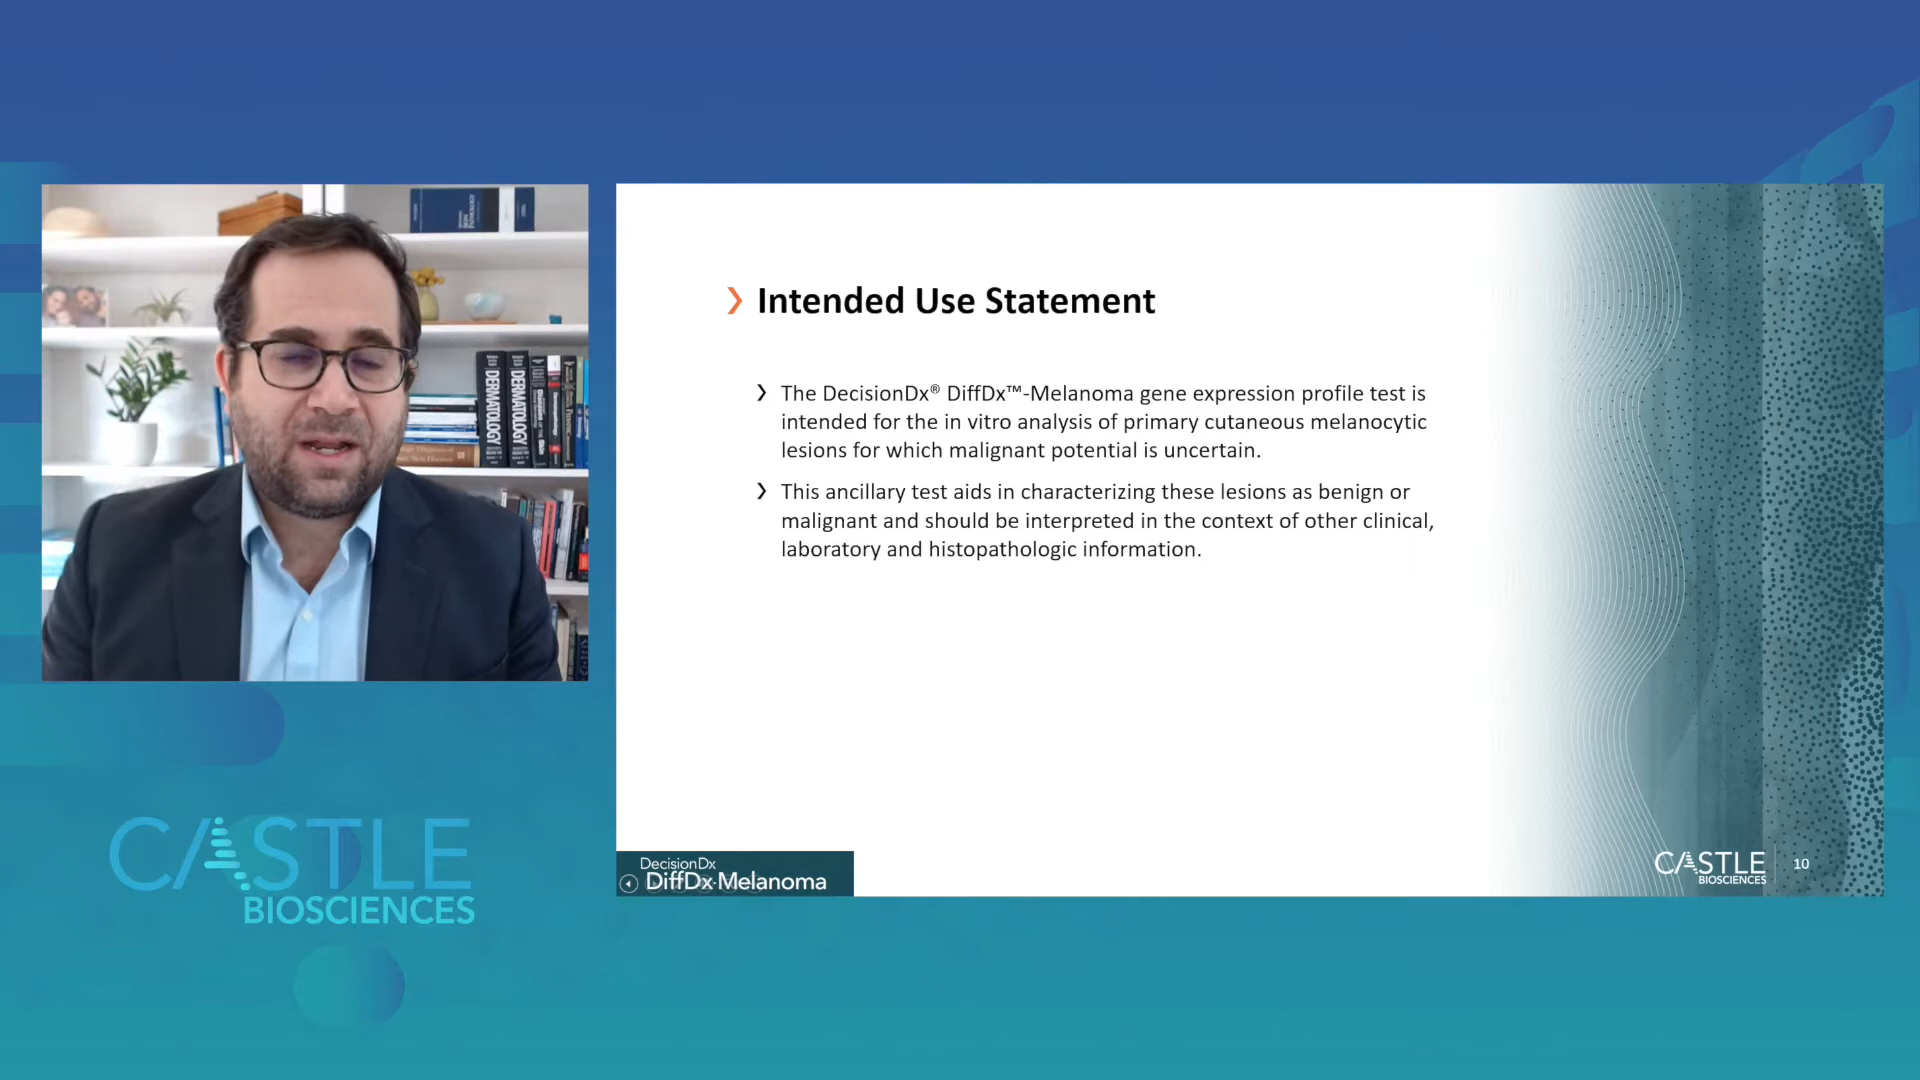 ❯ Intended Use Statement
❯ The DecisionDx® DiffDx™-Melanoma gene expression profile test is
intended for the in vitro analysis of primary cutaneous melanocytic
lesions for which malignant potential is uncertain.
❯ This ancillary test aids in characterizing these lesions as benign or
malignant and should be interpreted in the context of other clinical,
laboratory and histopathologic information.
DERMATOLOGY
DERMATOLOGY
CASTLE
BIOSCIENCES
DecisionDx
DiffDx-Melanoma
CASTLE
BIOSCIENCES
10